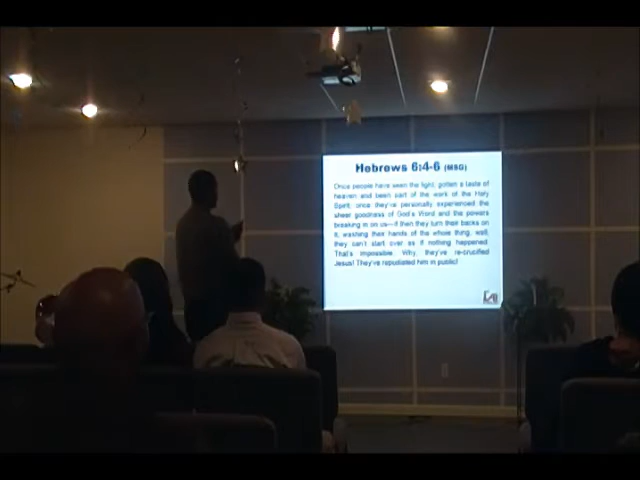 Hebrews 6:4-6 (MSG)
Once people have seen the light, gotten a taste of
heaven and been part of the work of the Holy
Spirit, once they've personally experienced the
sheer goodness of God's Word and the powers
breaking in on us—if then they turn their backs on
it, washing their hands of the whole thing, well,
they can't start over as if nothing happened.
That's impossible. Why, they've re-crucified
Jesus! They've repudiated him in public!